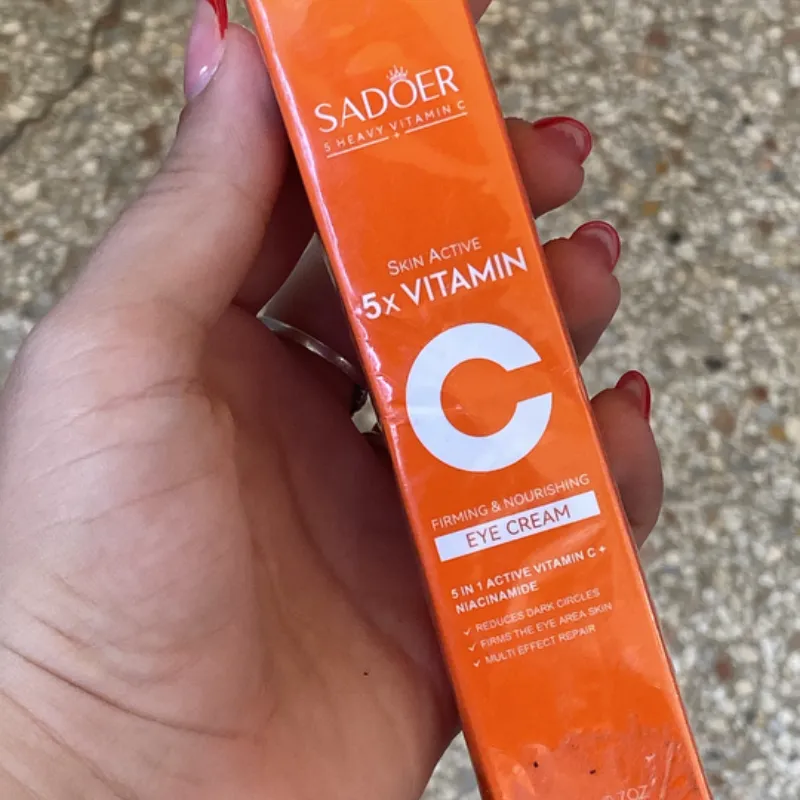 SADOER
5 HEAVY VITAMIN C
SKIN ACTIVE
5X VITAMIN
C
FIRMING & NOURISHING
EYE CREAM
5 IN 1 ACTIVE VITAMIN C +
NIACINAMIDE
✓ REDUCES DARK CIRCLES
✓ FIRMS THE EYE AREA SKIN
✓ MULTI EFFECT REPAIR